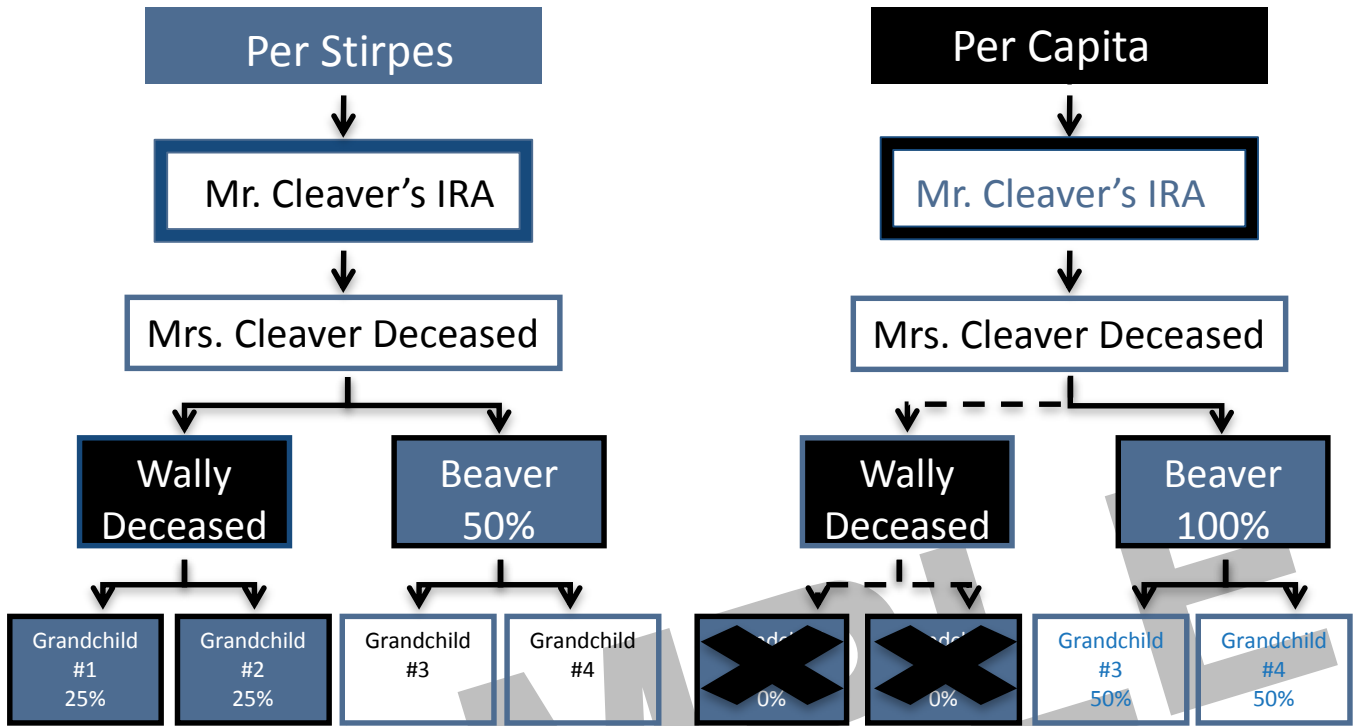 Per Stirpes
Per Capita
Mr. Cleaver’s IRA
Mr. Cleaver’s IRA
Mrs. Cleaver Deceased
Mrs. Cleaver Deceased
Wally
Deceased
Beaver
50%
Wally
Deceased
Beaver
100%
Grandchild
#1
25%
Grandchild
#2
25%
Grandchild
#3
Grandchild
#4
0%
0%
Grandchild
#3
50%
Grandchild
#4
50%